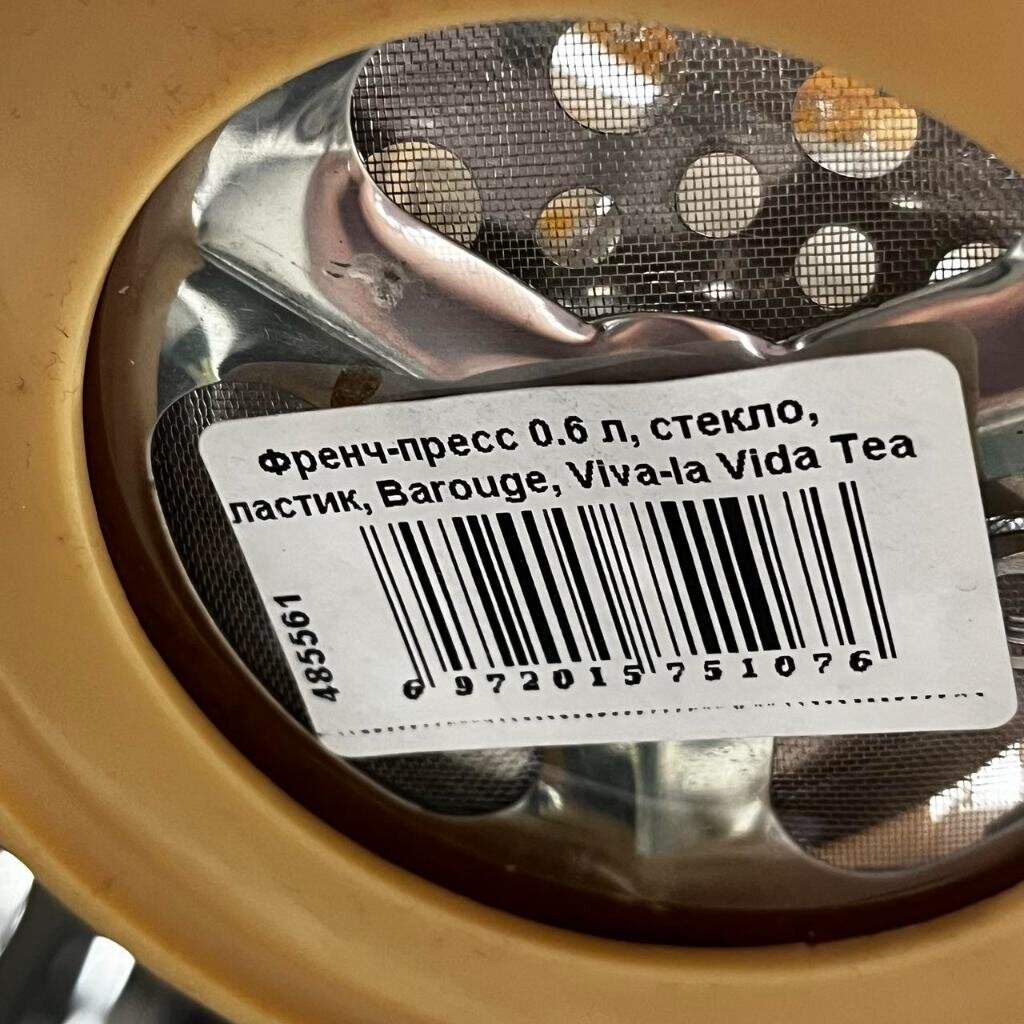 Френч-пресс 0.6 л, стекло,
ластик, Barouge, Viva-la Vida Tea
485561
6 972015 751076